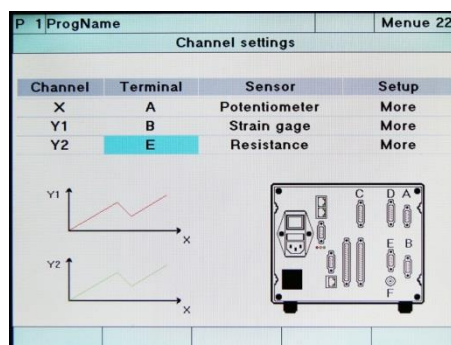 P 1 ProgName Menue 22
Channel settings
Channel Terminal Sensor Setup
X A Potentiometer More
Y1 B Strain gage More
Y2 E Resistance More
Y1
X
C D A
E B
F
Y2
X